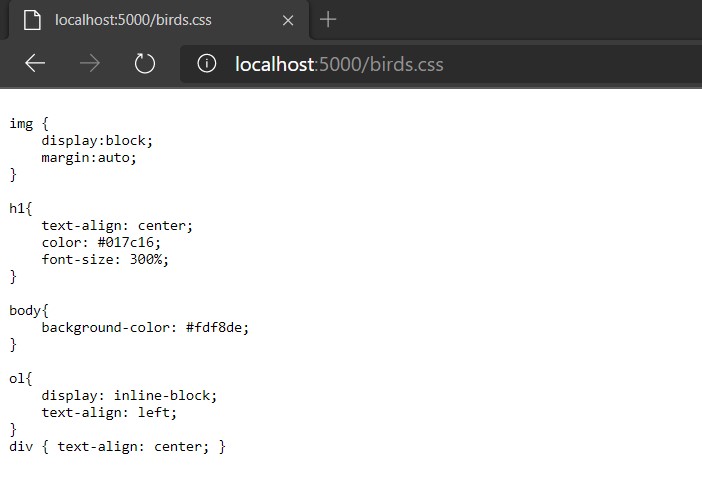 localhost:5000/birds.css
localhost:5000/birds.css
img {
    display:block;
    margin:auto;
}
h1{
    text-align: center;
    color: #017c16;
    font-size: 300%;
}
body{
    background-color: #fdf8de;
}
ol{
    display: inline-block;
    text-align: left;
}
div { text-align: center; }